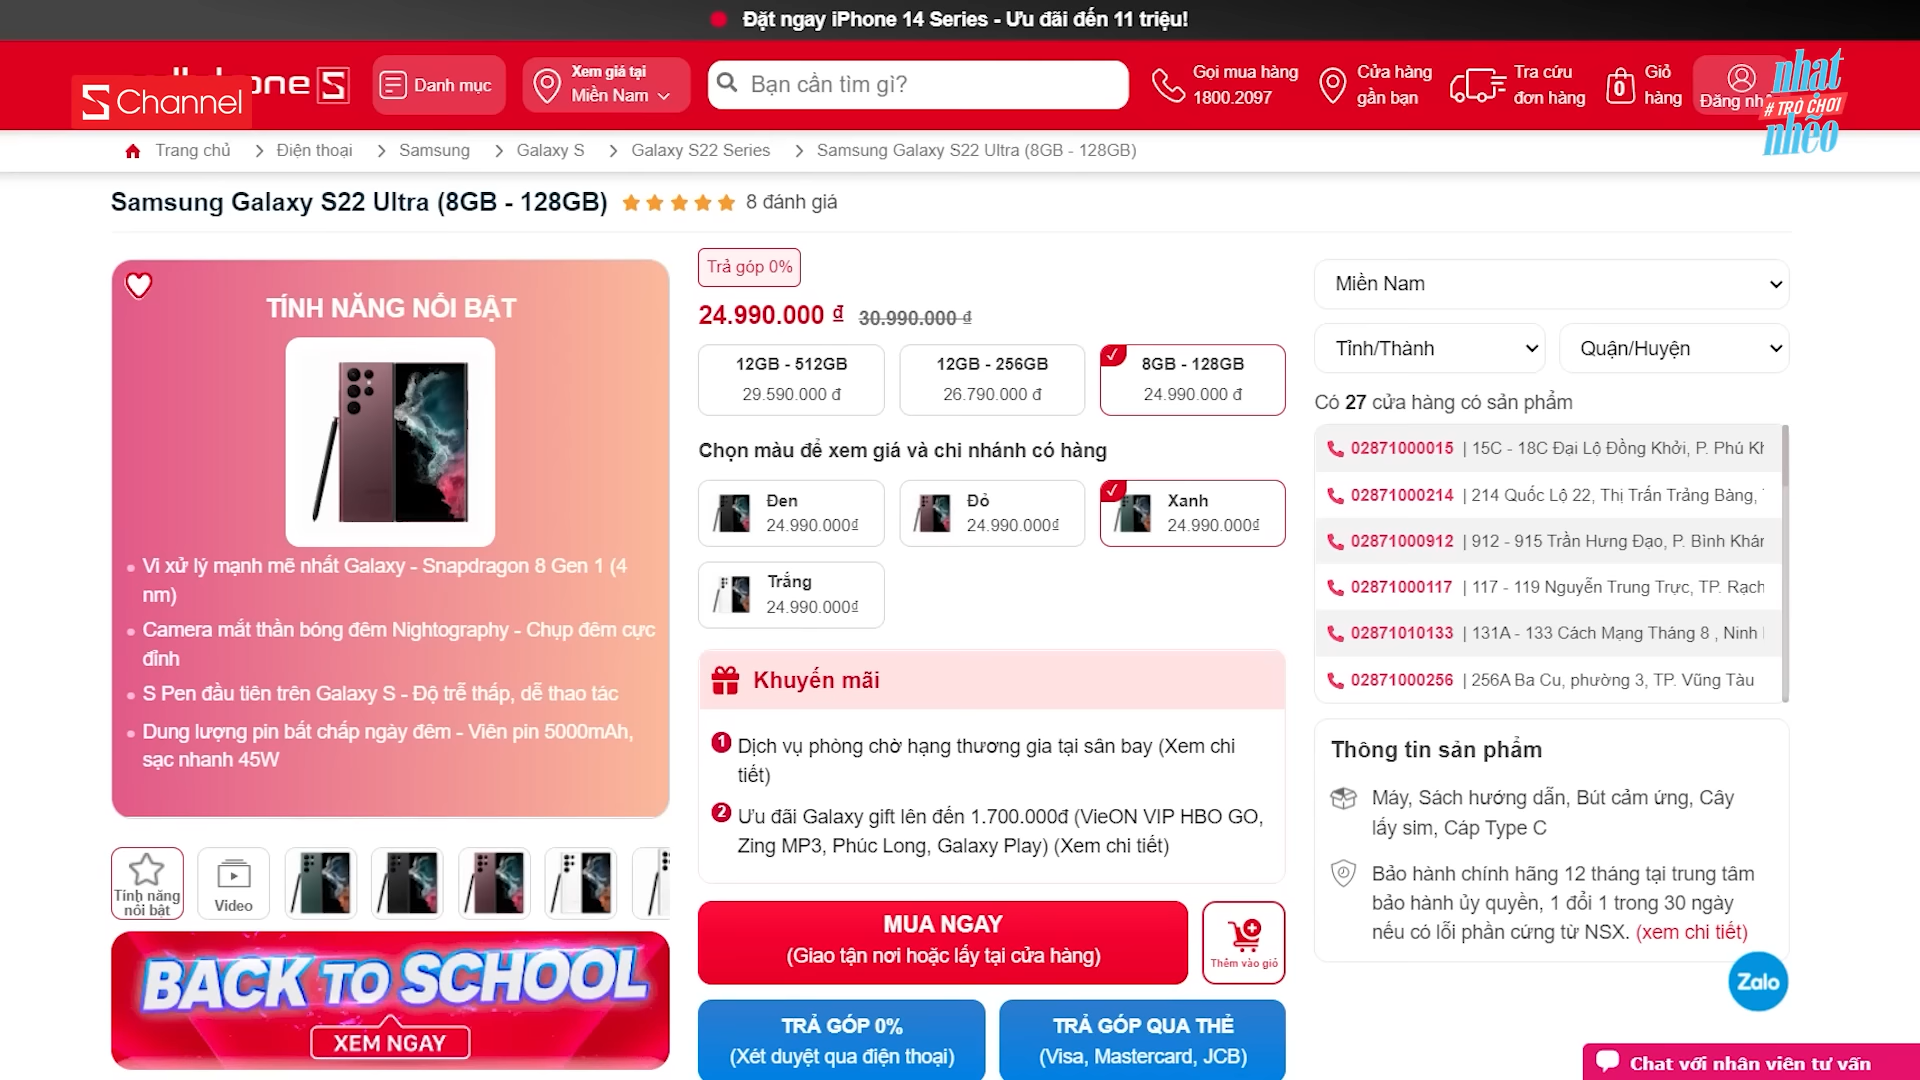 Đặt ngay iPhone 14 Series - Ưu đãi đến 11 triệu!
S Channel
one S
Danh mục
Xem giá tại
Miền Nam
Bạn cần tìm gì?
Gọi mua hàng
1800.2097
Cửa hàng
gần bạn
Tra cứu
đơn hàng
0
Giỏ
hàng
Đăng nh
nhạt
# TRÒ CHƠI
nhẽo
Trang chủ
Điện thoại
Samsung
Galaxy S
Galaxy S22 Series
Samsung Galaxy S22 Ultra (8GB - 128GB)
Samsung Galaxy S22 Ultra (8GB - 128GB)
8 đánh giá
TÍNH NĂNG NỔI BẬT
Vi xử lý mạnh mẽ nhất Galaxy - Snapdragon 8 Gen 1 (4
nm)
Camera mắt thần bóng đêm Nightography - Chụp đêm cực
đỉnh
S Pen đầu tiên trên Galaxy S - Độ trễ thấp, dễ thao tác
Dung lượng pin bất chấp ngày đêm - Viên pin 5000mAh,
sạc nhanh 45W
Tính năng
nổi bật
Video
BACK TO SCHOOL
XEM NGAY
Trả góp 0%
24.990.000 ₫ 30.990.000 ₫
12GB - 512GB
29.590.000 đ
12GB - 256GB
26.790.000 đ
8GB - 128GB
24.990.000 đ
Chọn màu để xem giá và chi nhánh có hàng
Đen
24.990.000₫
Đỏ
24.990.000₫
Xanh
24.990.000₫
Trắng
24.990.000₫
Khuyến mãi
1 Dịch vụ phòng chờ hạng thương gia tại sân bay (Xem chi
tiết)
2 Ưu đãi Galaxy gift lên đến 1.700.000đ (VieON VIP HBO GO,
Zing MP3, Phúc Long, Galaxy Play) (Xem chi tiết)
MUA NGAY
(Giao tận nơi hoặc lấy tại cửa hàng)
Thêm vào giỏ
TRẢ GÓP 0%
(Xét duyệt qua điện thoại)
TRẢ GÓP QUA THẺ
(Visa, Mastercard, JCB)
Miền Nam
Tỉnh/Thành
Quận/Huyện
Có 27 cửa hàng có sản phẩm
02871000015 | 15C - 18C Đại Lộ Đồng Khởi, P. Phú Kh
02871000214 | 214 Quốc Lộ 22, Thị Trấn Trảng Bàng,
02871000912 | 912 - 915 Trần Hưng Đạo, P. Bình Khán
02871000117 | 117 - 119 Nguyễn Trung Trực, TP. Rạch
02871010133 | 131A - 133 Cách Mạng Tháng 8 , Ninh
02871000256 | 256A Ba Cu, phường 3, TP. Vũng Tàu
Thông tin sản phẩm
Máy, Sách hướng dẫn, Bút cảm ứng, Cây
lấy sim, Cáp Type C
Bảo hành chính hãng 12 tháng tại trung tâm
bảo hành ủy quyền, 1 đổi 1 trong 30 ngày
nếu có lỗi phần cứng từ NSX. (xem chi tiết)
Zalo
Chat với nhân viên tư vấn